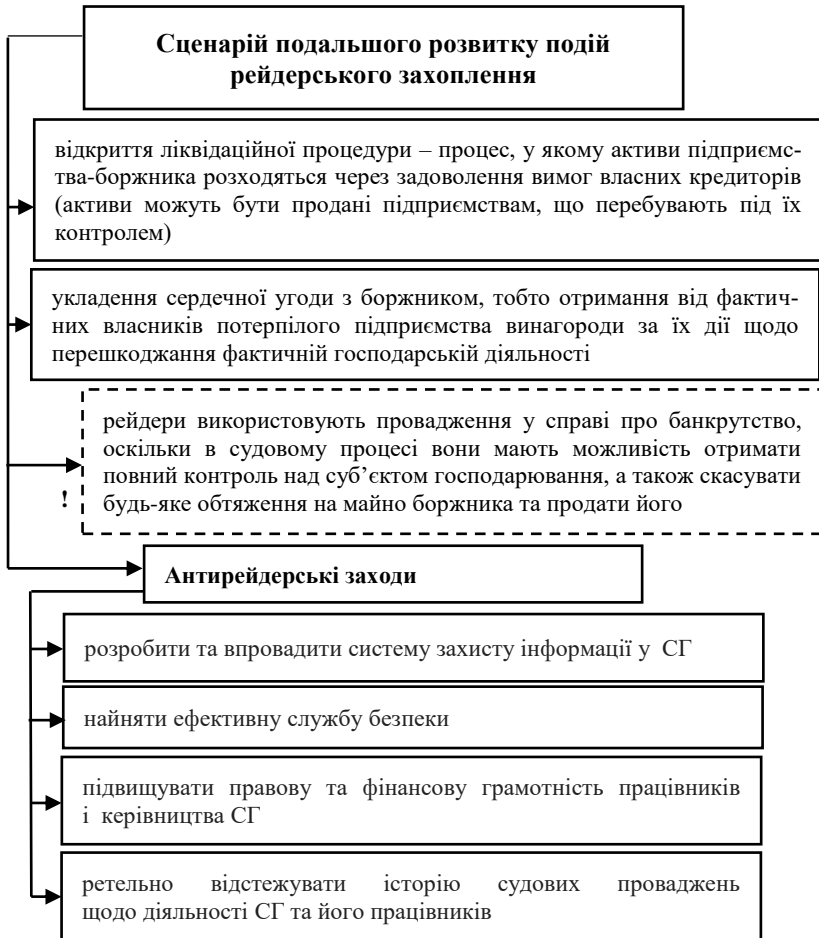 Сценарій подальшого розвитку подій
рейдерського захоплення
відкриття ліквідаційної процедури – процес, у якому активи підприємс-
тва-боржника розходяться через задоволення вимог власних кредиторів
(активи можуть бути продані підприємствам, що перебувають під їх
контролем)
укладення сердечної угоди з боржником, тобто отримання від фактич-
них власників потерпілого підприємства винагороди за їх дії щодо
перешкоджання фактичній господарській діяльності
рейдери використовують провадження у справі про банкрутство,
оскільки в судовому процесі вони мають можливість отримати
повний контроль над суб’єктом господарювання, а також скасувати
!
будь-яке обтяження на майно боржника та продати його
Антирейдерські заходи
розробити та впровадити систему захисту інформації у СГ
найняти ефективну службу безпеки
підвищувати правову та фінансову грамотність працівників
і керівництва СГ
ретельно відстежувати історію судових проваджень
щодо діяльності СГ та його працівників